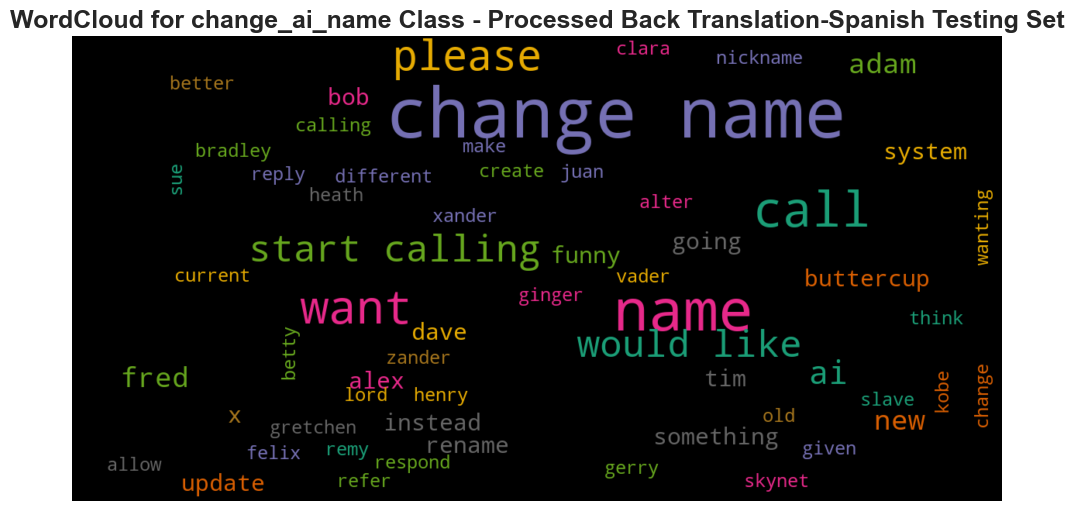 WordCloud for change_ai_name Class - Processed Back Translation-Spanish Testing Set
please
clara
nickname
adam
better
bob
change name
calling
bradley
make
system
sue
reply
different
create
juan
heath
alter
wanting
xander
call
start calling
funny
going
current
vader
buttercup
ginger
want
name
think
dave
would like
betty
zander
fred
alex
tim
ai
lord
henry
slave
kobe
change
x
gretchen
instead
old
new
rename
something
felix
remy
given
allow
respond
gerry
update
refer
skynet